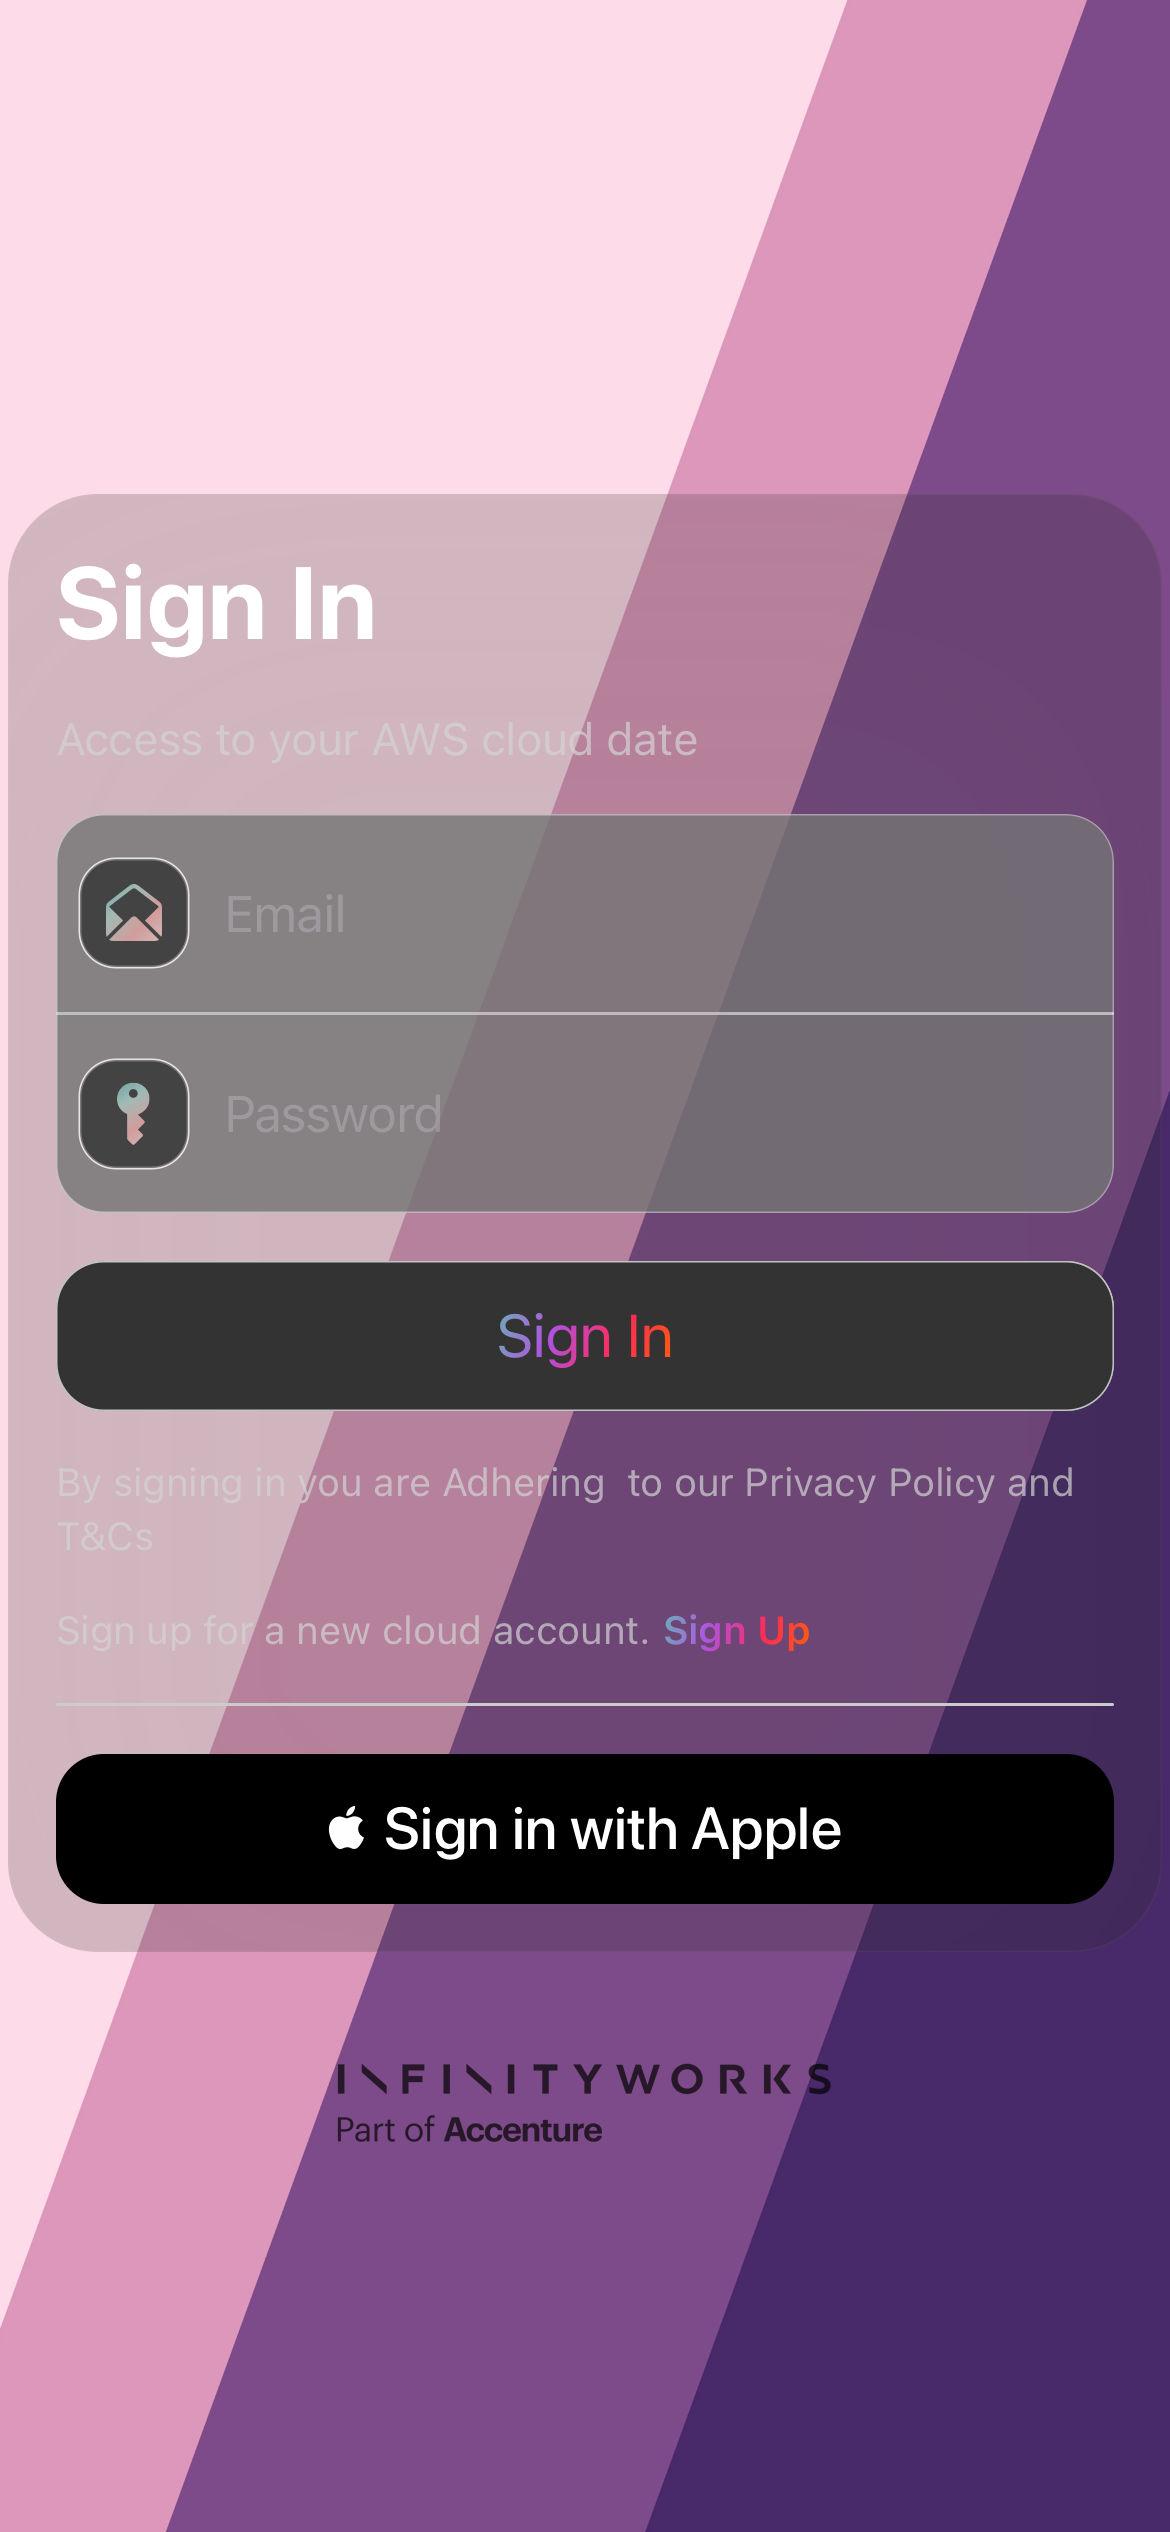 Sign In
Access to your AWS cloud date
Email
Password
Sign In
By signing in you are Adhering  to our Privacy Policy and
T&Cs
Sign up for a new cloud account. Sign Up
Sign in with Apple
INFINITYWORKS
Part of Accenture